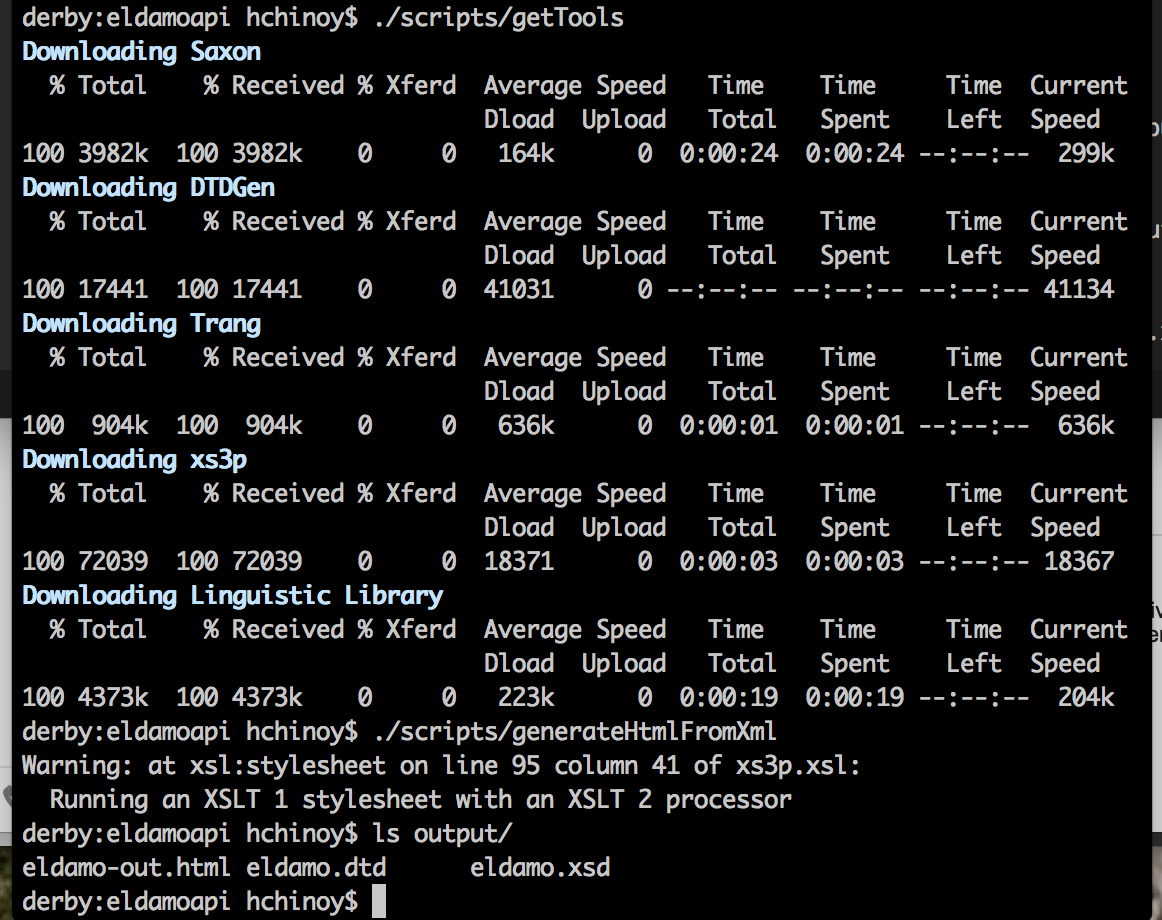 derby:eldamoapi hchinoy$ ./scripts/getTools
Downloading Saxon
% Total % Received % Xferd Average Speed Time Time Time Current
Dload Upload Total Spent Left Speed
100 3982k 100 3982k 0 0 164k 0 0:00:24 0:00:24 --:--:-- 299k
Downloading DTDGen
% Total % Received % Xferd Average Speed Time Time Time Current
Dload Upload Total Spent Left Speed
100 17441 100 17441 0 0 41031 0 --:--:-- --:--:-- --:--:-- 41134
Downloading Trang
% Total % Received % Xferd Average Speed Time Time Time Current
Dload Upload Total Spent Left Speed
100 904k 100 904k 0 0 636k 0 0:00:01 0:00:01 --:--:-- 636k
Downloading xs3p
% Total % Received % Xferd Average Speed Time Time Time Current
Dload Upload Total Spent Left Speed
100 72039 100 72039 0 0 18371 0 0:00:03 0:00:03 --:--:-- 18367
Downloading Linguistic Library
% Total % Received % Xferd Average Speed Time Time Time Current
Dload Upload Total Spent Left Speed
100 4373k 100 4373k 0 0 223k 0 0:00:19 0:00:19 --:--:-- 204k
derby:eldamoapi hchinoy$ ./scripts/generateHtmlFromXml
Warning: at xsl:stylesheet on line 95 column 41 of xs3p.xsl:
Running an XSLT 1 stylesheet with an XSLT 2 processor
derby:eldamoapi hchinoy$ ls output/
eldamo-out.html eldamo.dtd eldamo.xsd
derby:eldamoapi hchinoy$